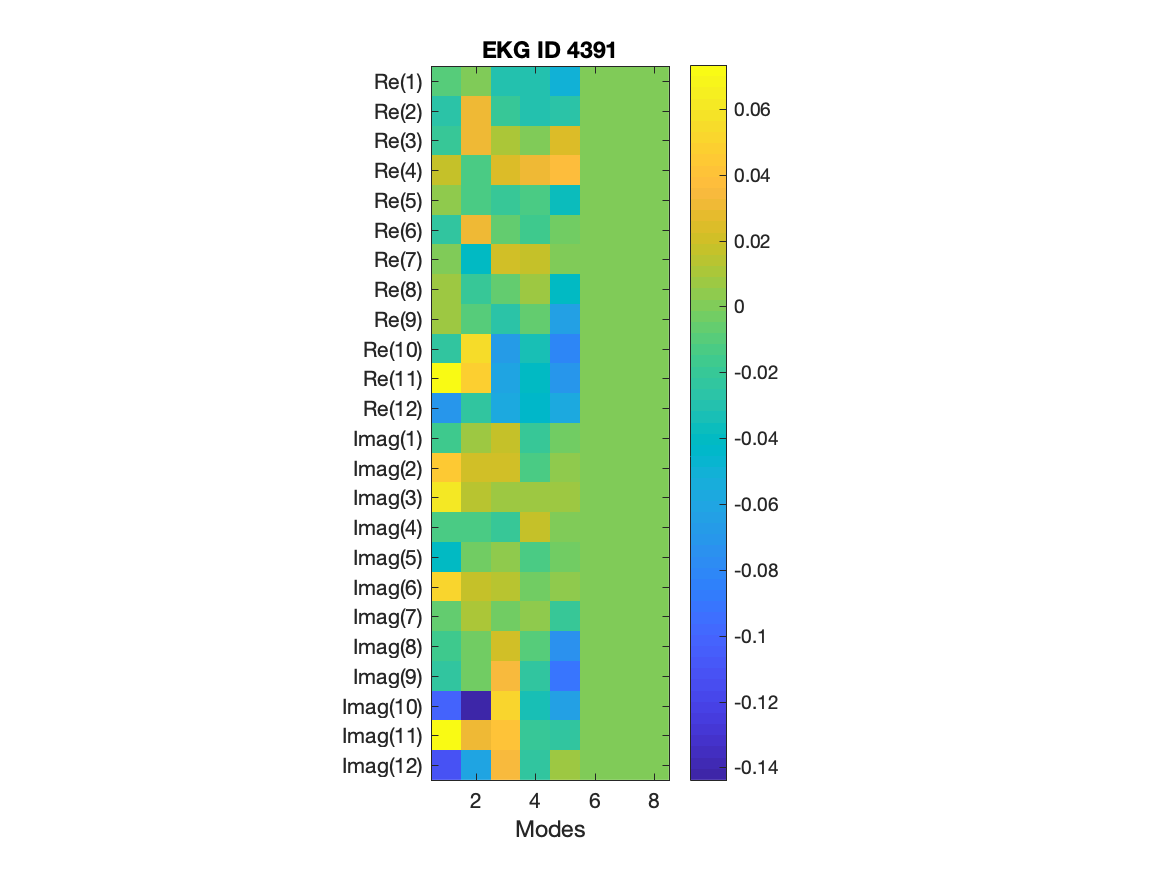 EKG ID 4391
Re(1)
Re(2)
Re(3)
Re(4)
Re(5)
Re(6)
Re(7)
Re(8)
Re(9)
Re(10)
Re(11)
Re(12)
Imag(1)
Imag(2)
Imag(3)
Imag(4)
Imag(5)
Imag(6)
Imag(7)
Imag(8)
Imag(9)
Imag(10)
Imag(11)
Imag(12)
2 4 6 8
Modes
0.06
0.04
0.02
0
-0.02
-0.04
-0.06
-0.08
-0.1
-0.12
-0.14